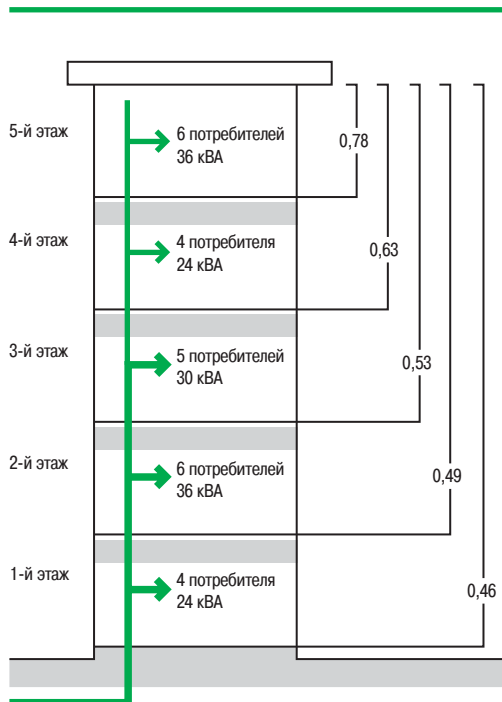 5-й этаж
6 потребителей
36 кВА
0,78
4-й этаж
4 потребителя
24 кВА
0,63
3-й этаж
5 потребителей
30 кВА
0,53
2-й этаж
6 потребителей
36 кВА
0,49
1-й этаж
4 потребителя
24 кВА
0,46